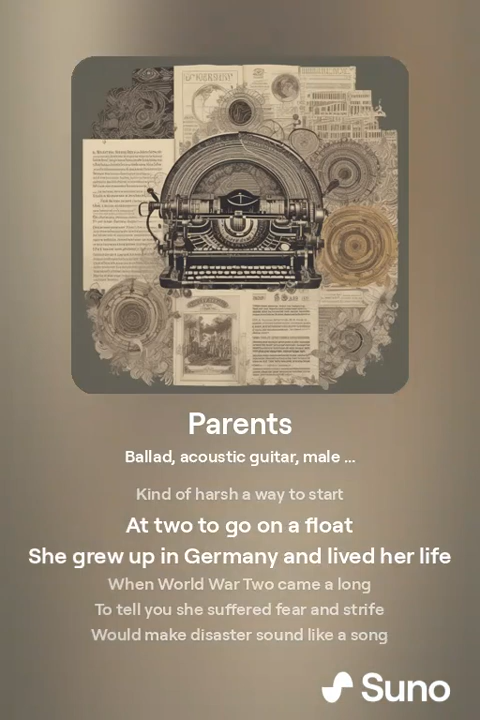 Parents
Ballad, acoustic guitar, male ...
Kind of harsh a way to start
At two to go on a float
She grew up in Germany and lived her life
When World War Two came a long
To tell you she suffered fear and strife
Would make disaster sound like a song
Suno